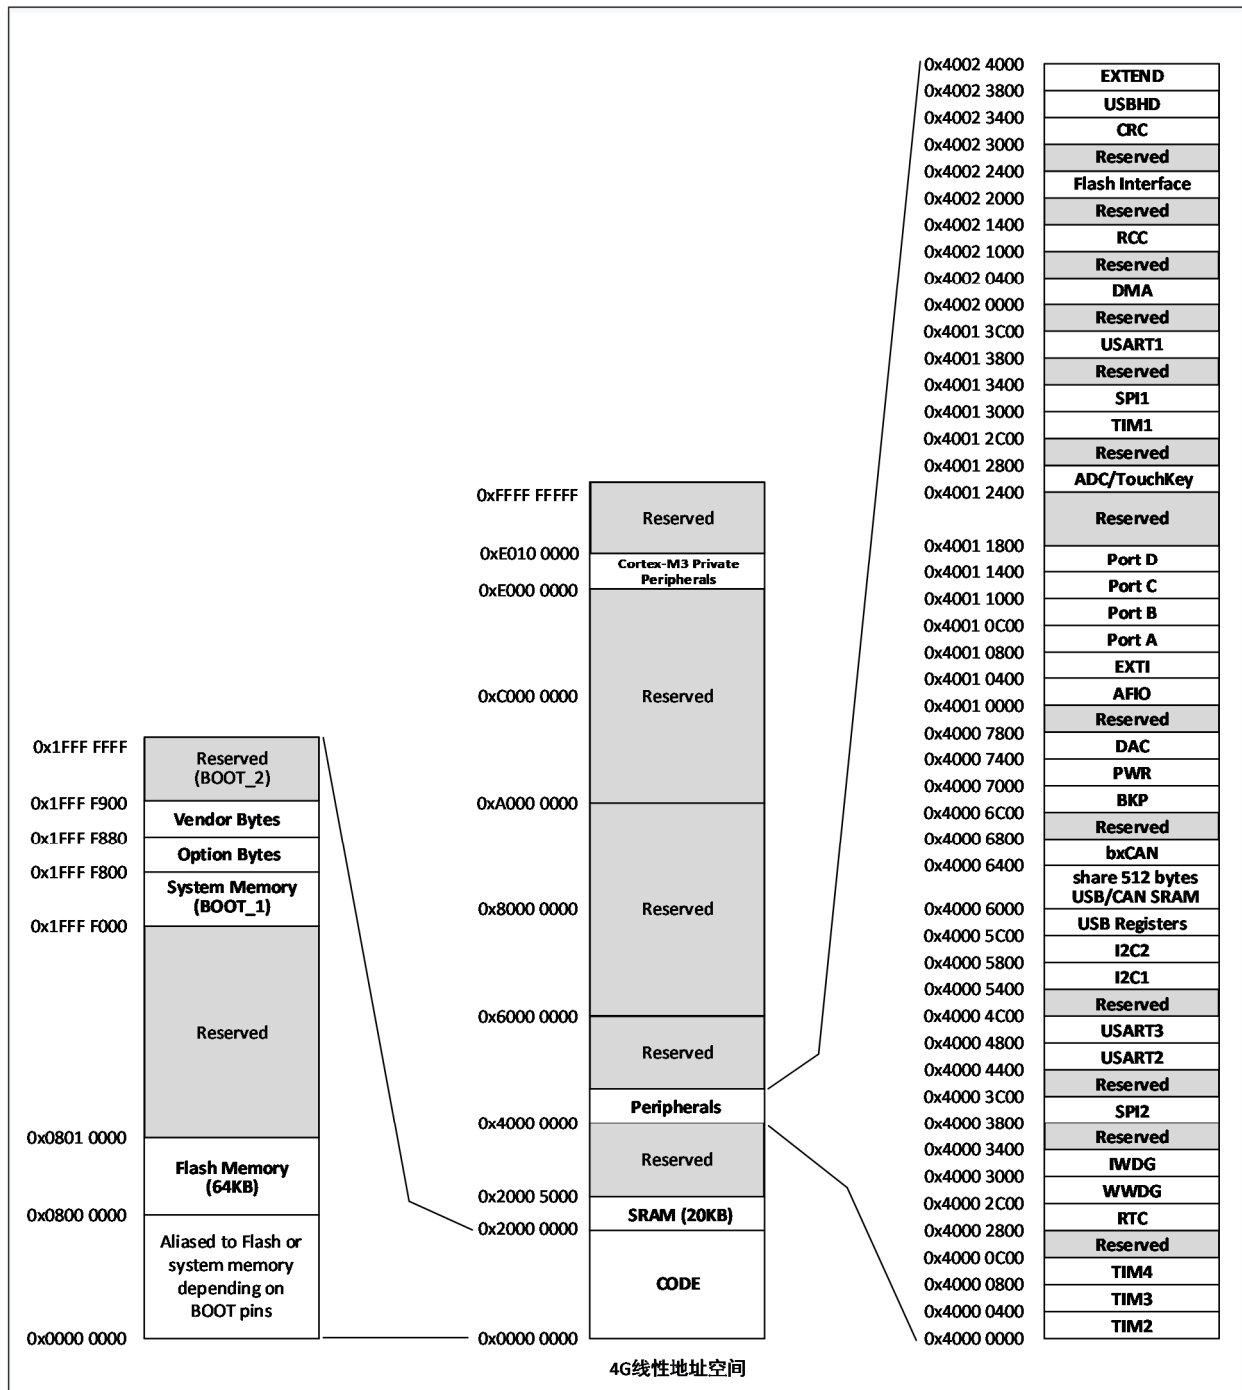 0x1FFF FFFF
Reserved
(BOOT_2)
0x1FFF F900
Vendor Bytes
0x1FFF F880
Option Bytes
0x1FFF F800
System Memory
(BOOT_1)
0x1FFF F000
Reserved
0x0801 0000
Flash Memory
(64KB)
0x0800 0000
Aliased to Flash or
system memory
depending on
BOOT pins
0x0000 0000
0xFFFF FFFFF
Reserved
0xE010 0000
Cortex-M3 Private
Peripherals
0xE000 0000
Reserved
0xC000 0000
0xA000 0000
Reserved
0x8000 0000
0x6000 0000
Reserved
Peripherals
0x4000 0000
Reserved
0x2000 5000
SRAM (20KB)
0x2000 0000
CODE
0x0000 0000
4G线性地址空间
0x4002 4000
EXTEND
0x4002 3800
USBHD
0x4002 3400
CRC
0x4002 3000
Reserved
0x4002 2400
Flash Interface
0x4002 2000
Reserved
0x4002 1400
RCC
0x4002 1000
Reserved
0x4002 0400
DMA
0x4002 0000
Reserved
0x4001 3C00
USART1
0x4001 3800
Reserved
0x4001 3400
SPI1
0x4001 3000
TIM1
0x4001 2C00
Reserved
0x4001 2800
ADC/TouchKey
0x4001 2400
Reserved
0x4001 1800
Port D
0x4001 1400
Port C
0x4001 1000
Port B
0x4001 0C00
Port A
0x4001 0800
EXTI
0x4001 0400
AFIO
0x4001 0000
Reserved
0x4000 7800
DAC
0x4000 7400
PWR
0x4000 7000
BKP
0x4000 6C00
Reserved
0x4000 6800
bxCAN
0x4000 6400
share 512 bytes
USB/CAN SRAM
0x4000 6000
USB Registers
0x4000 5C00
I2C2
0x4000 5800
I2C1
0x4000 5400
Reserved
0x4000 4C00
USART3
0x4000 4800
USART2
0x4000 4400
Reserved
0x4000 3C00
SPI2
0x4000 3800
Reserved
0x4000 3400
IWDG
0x4000 3000
WWDG
0x4000 2C00
RTC
0x4000 2800
Reserved
0x4000 0C00
TIM4
0x4000 0800
TIM3
0x4000 0400
TIM2
0x4000 0000